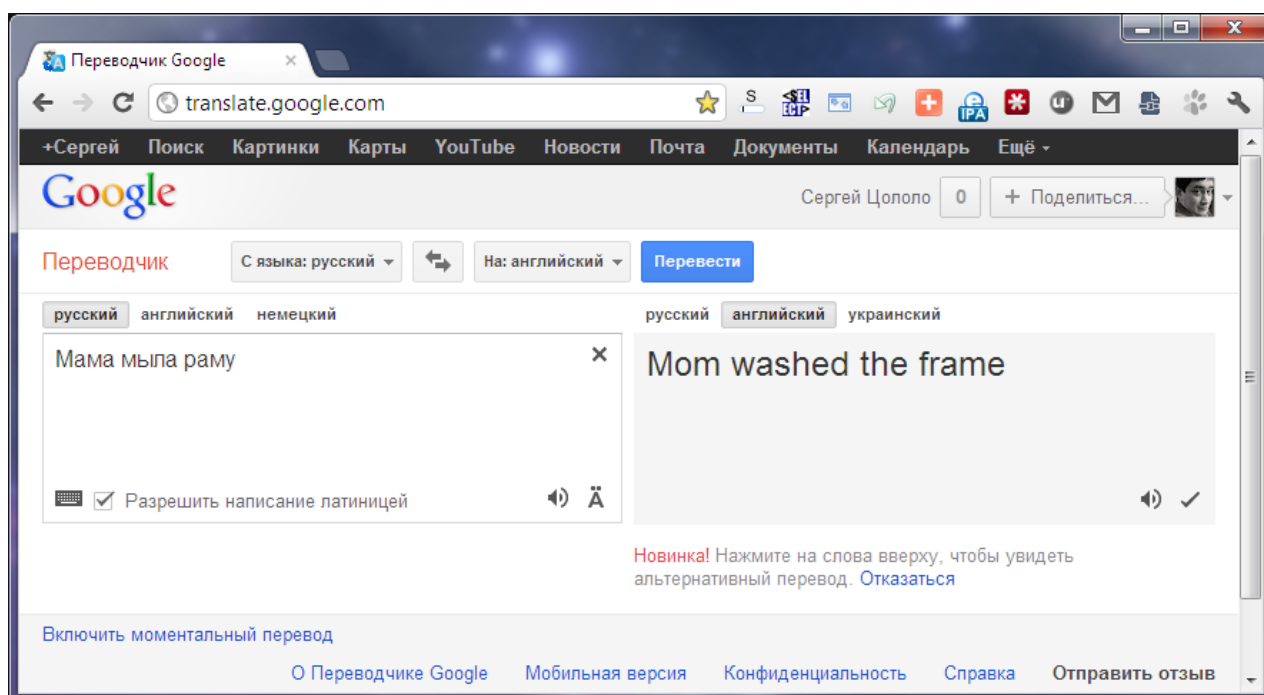 Переводчик Google
translate.google.com
+Сергей Поиск Картинки Карты YouTube Новости Почта Документы Календарь Ещё
Google Сергей Цололо 0 + Поделиться...
Переводчик С языка: русский На: английский Перевести
русский английский немецкий русский английский украинский
Мама мыла раму Mom washed the frame
Разрешить написание латиницей Ä
Новинка! Нажмите на слова вверху, чтобы увидеть
альтернативный перевод. Отказаться
Включить моментальный перевод
О Переводчике Google Мобильная версия Конфиденциальность Справка Отправить отзыв